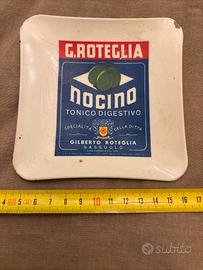 G.ROTEGLIA
NOCINO
TONICO DIGESTIVO
SPECIALITÀ DELLA DITTA
GILBERTO ROTEGLIA
SASSUOLO
1 2 3 4 5 6 7 8 9 10 11 12 13 14 15 16 17
subito